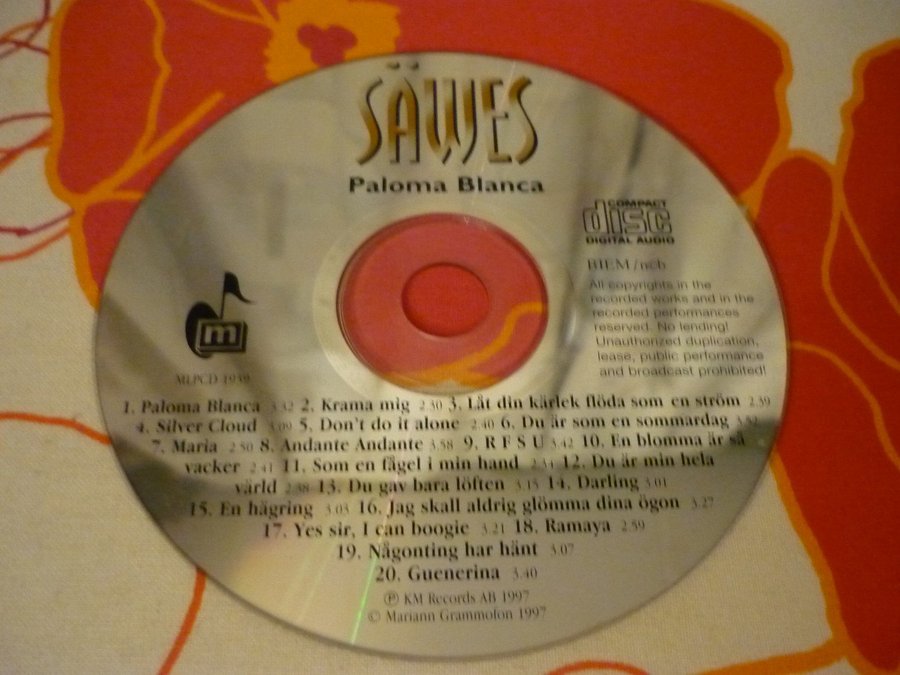 SÄWES
Paloma Blanca
COMPACT
disc
DIGITAL AUDIO
BIEM / ncb
All copyrights in the
recorded works and in the
recorded performances
reserved. No lending!
Unauthorized duplication,
lease, public performance
and broadcast prohibited!
m
MLPCD 1939
1. Paloma Blanca 3.32 2. Krama mig 2.50 3. Låt din kärlek flöda som en ström 2.59
4. Silver Cloud 3.09 5. Don't do it alone 2.40 6. Du är som en sommardag 3.52
7. Maria 2.50 8. Andante Andante 3.58 9. R F S U 3.42 10. En blomma är så
vacker 2.41 11. Som en fågel i min hand 2.34 12. Du är min hela
värld 2.38 13. Du gav bara löften 3.15 14. Darling 3.01
15. En hägring 3.03 16. Jag skall aldrig glömma dina ögon 3.27
17. Yes sir, I can boogie 3.21 18. Ramaya 2.59
19. Någonting har hänt 3.07
20. Guenerina 3.40
Ⓟ KM Records AB 1997
© Mariann Grammofon 1997